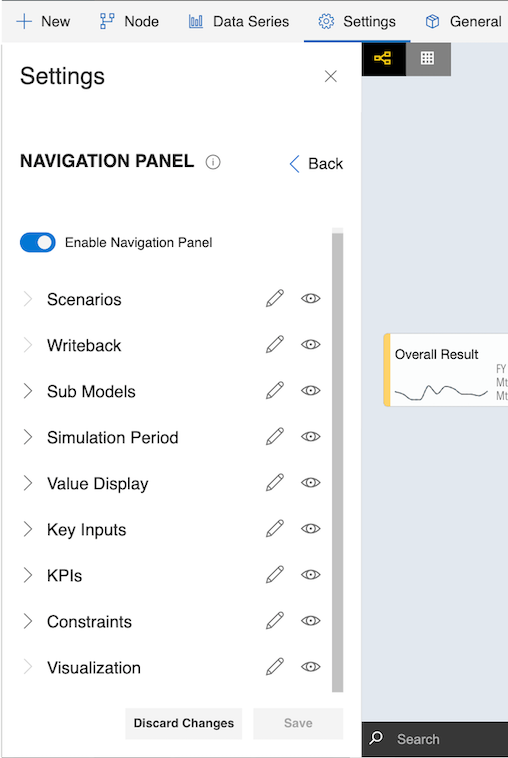 New Node Data Series Settings General
Settings
NAVIGATION PANEL Back
Enable Navigation Panel
Scenarios
Writeback
Sub Models
Simulation Period
Value Display
Key Inputs
KPIs
Constraints
Visualization
Discard Changes Save
Overall Result
FY
Mt
Mt
Search